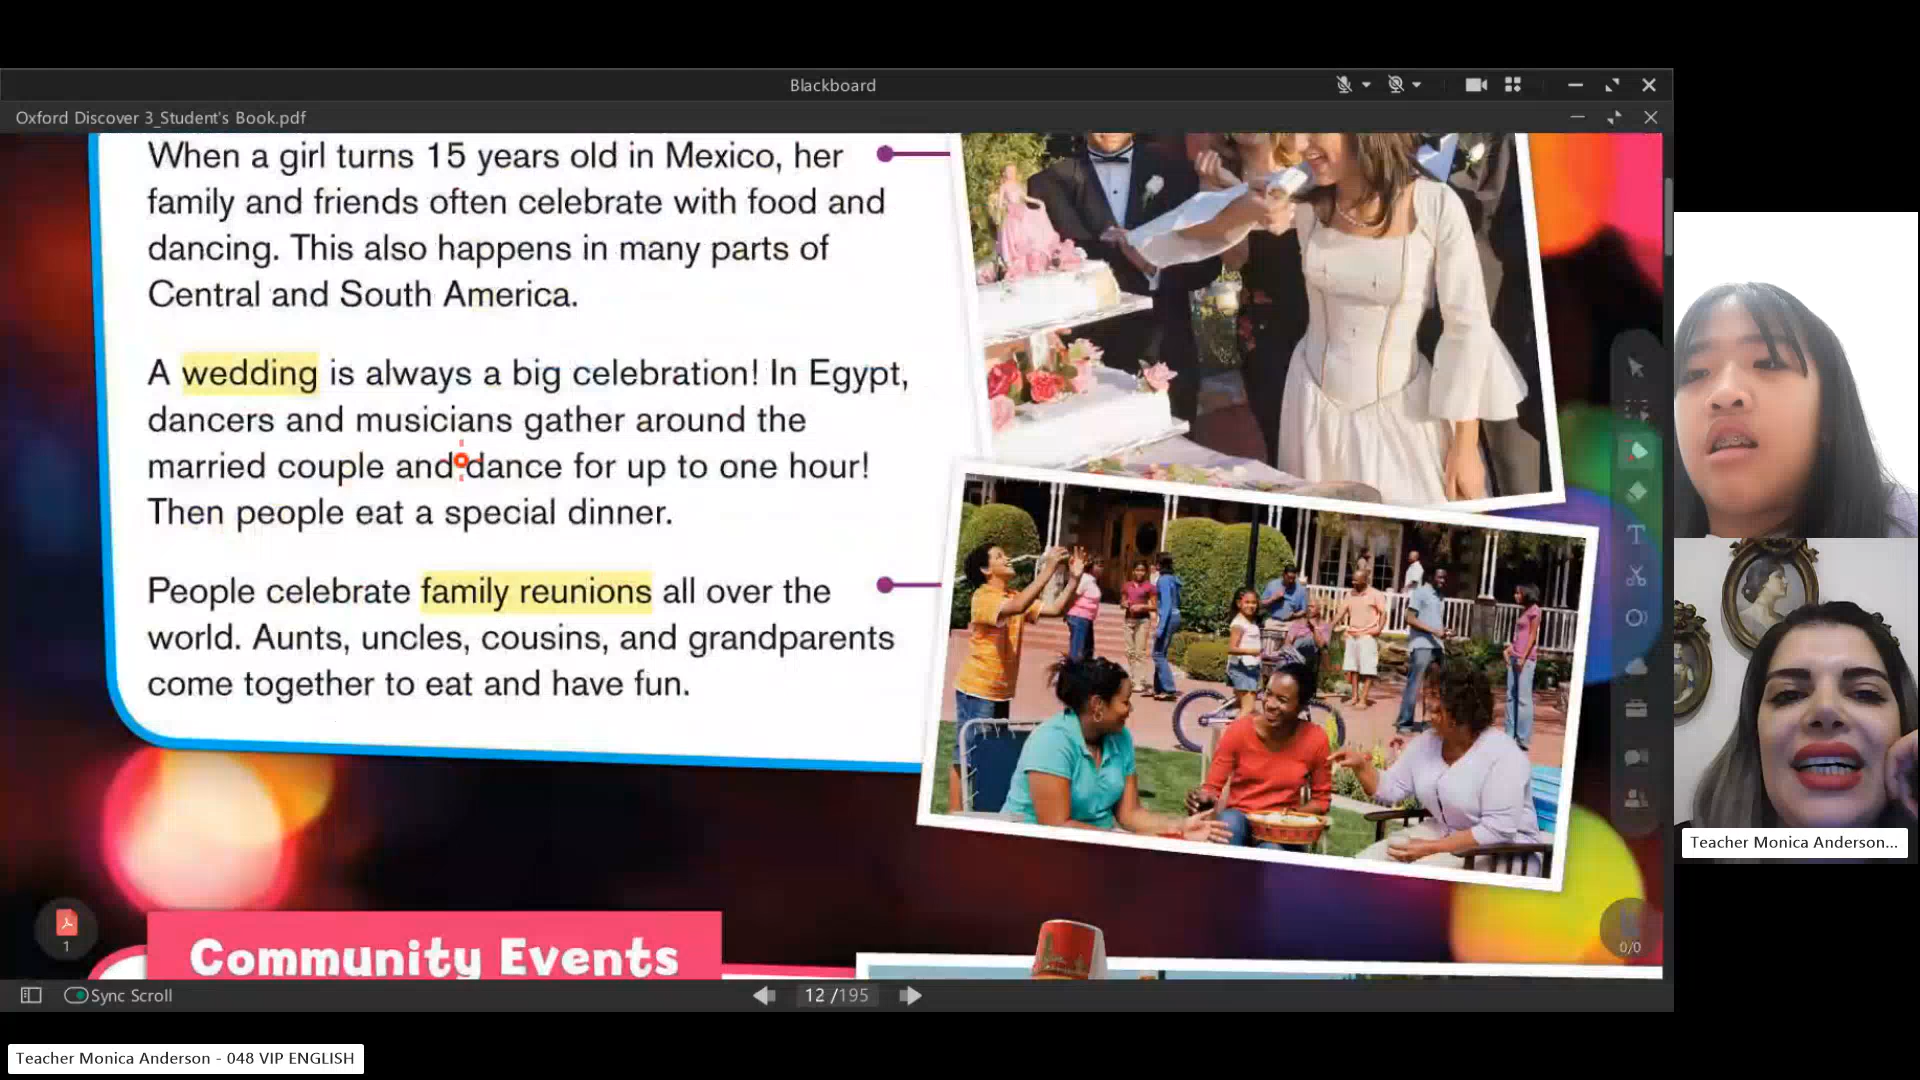 Blackboard
Oxford Discover 3_Student's Book.pdf
When a girl turns 15 years old in Mexico, her
family and friends often celebrate with food and
dancing. This also happens in many parts of
Central and South America.
A wedding is always a big celebration! In Egypt,
dancers and musicians gather around the
married couple and dance for up to one hour!
Then people eat a special dinner.
People celebrate family reunions all over the
world. Aunts, uncles, cousins, and grandparents
come together to eat and have fun.
Community Events
1
0/0
Sync Scroll
12 /195
Teacher Monica Anderson...
Teacher Monica Anderson - 048 VIP ENGLISH